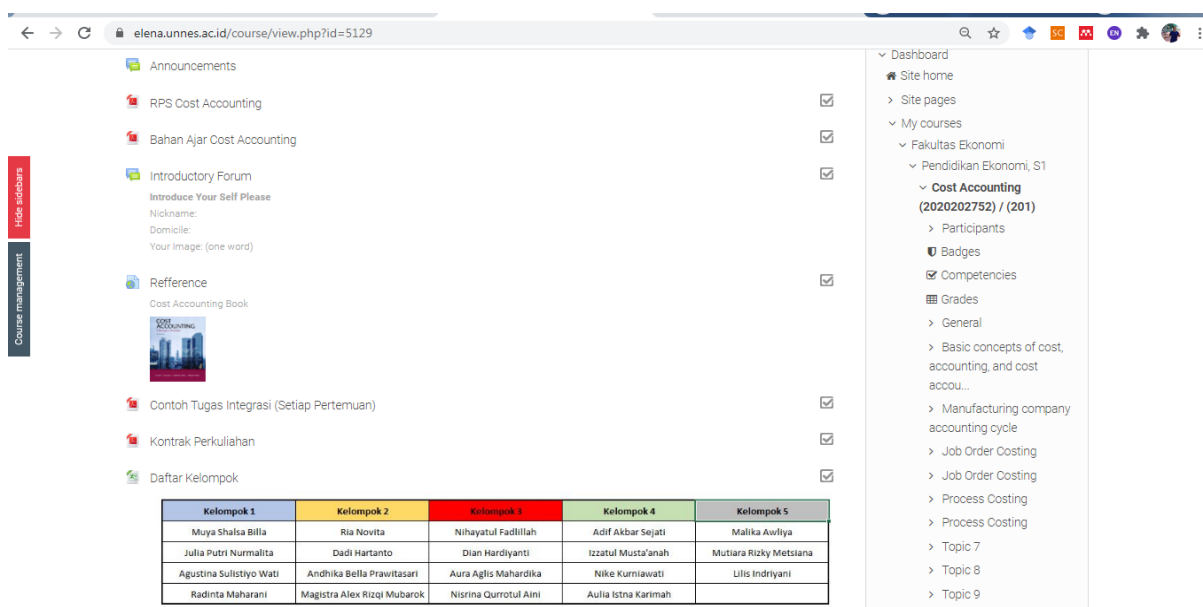 elena.unnes.ac.id/course/view.php?id=5129
SC
EN
Hide sidebars
Course management
Announcements
RPS Cost Accounting
Bahan Ajar Cost Accounting
Introductory Forum
Introduce Your Self Please
Nickname:
Domicile:
Your Image: (one word)
Refference
Cost Accounting Book
COST
ACCOUNTING
Contoh Tugas Integrasi (Setiap Pertemuan)
Kontrak Perkuliahan
Daftar Kelompok
Kelompok 1 Kelompok 2 Kelompok 3 Kelompok 4 Kelompok 5
Muya Shalsa Billa Ria Novita Nihayatul Fadlillah Adif Akbar Sejati Malika Awliya
Julia Putri Nurmalita Dadi Hartanto Dian Hardiyanti Izzatul Musta'anah Mutiara Rizky Metsiana
Agustina Sulistiyo Wati Andhika Bella Prawitasari Aura Aglis Mahardika Nike Kurniawati Lilis Indriyani
Radinta Maharani Magistra Alex Rizqi Mubarok Nisrina Qurrotul Aini Aulia Istna Karimah
Dashboard
Site home
Site pages
My courses
Fakultas Ekonomi
Pendidikan Ekonomi, S1
Cost Accounting
(2020202752) / (201)
Participants
Badges
Competencies
Grades
General
Basic concepts of cost,
accounting, and cost
accou...
Manufacturing company
accounting cycle
Job Order Costing
Job Order Costing
Process Costing
Process Costing
Topic 7
Topic 8
Topic 9